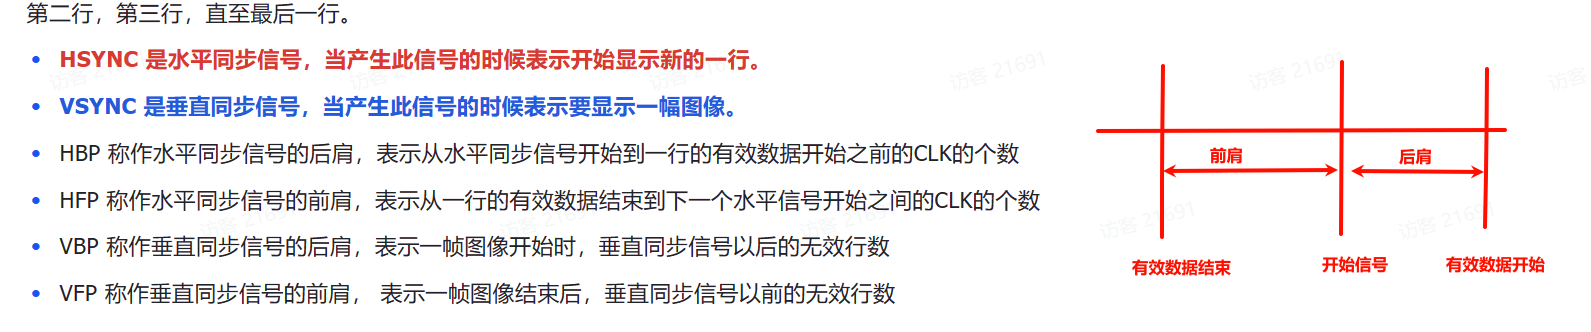 第二行，第三行，直至最后一行。
HSYNC 是水平同步信号，当产生此信号的时候表示开始显示新的一行。
VSYNC 是垂直同步信号，当产生此信号的时候表示要显示一幅图像。
HBP 称作水平同步信号的后肩，表示从水平同步信号开始到一行的有效数据开始之前的CLK的个数
HFP 称作水平同步信号的前肩，表示从一行的有效数据结束到下一个水平信号开始之间的CLK的个数
VBP 称作垂直同步信号的后肩，表示一帧图像开始时，垂直同步信号以后的无效行数
VFP 称作垂直同步信号的前肩， 表示一帧图像结束后，垂直同步信号以前的无效行数
前肩
后肩
有效数据结束
开始信号
有效数据开始
访客 21691